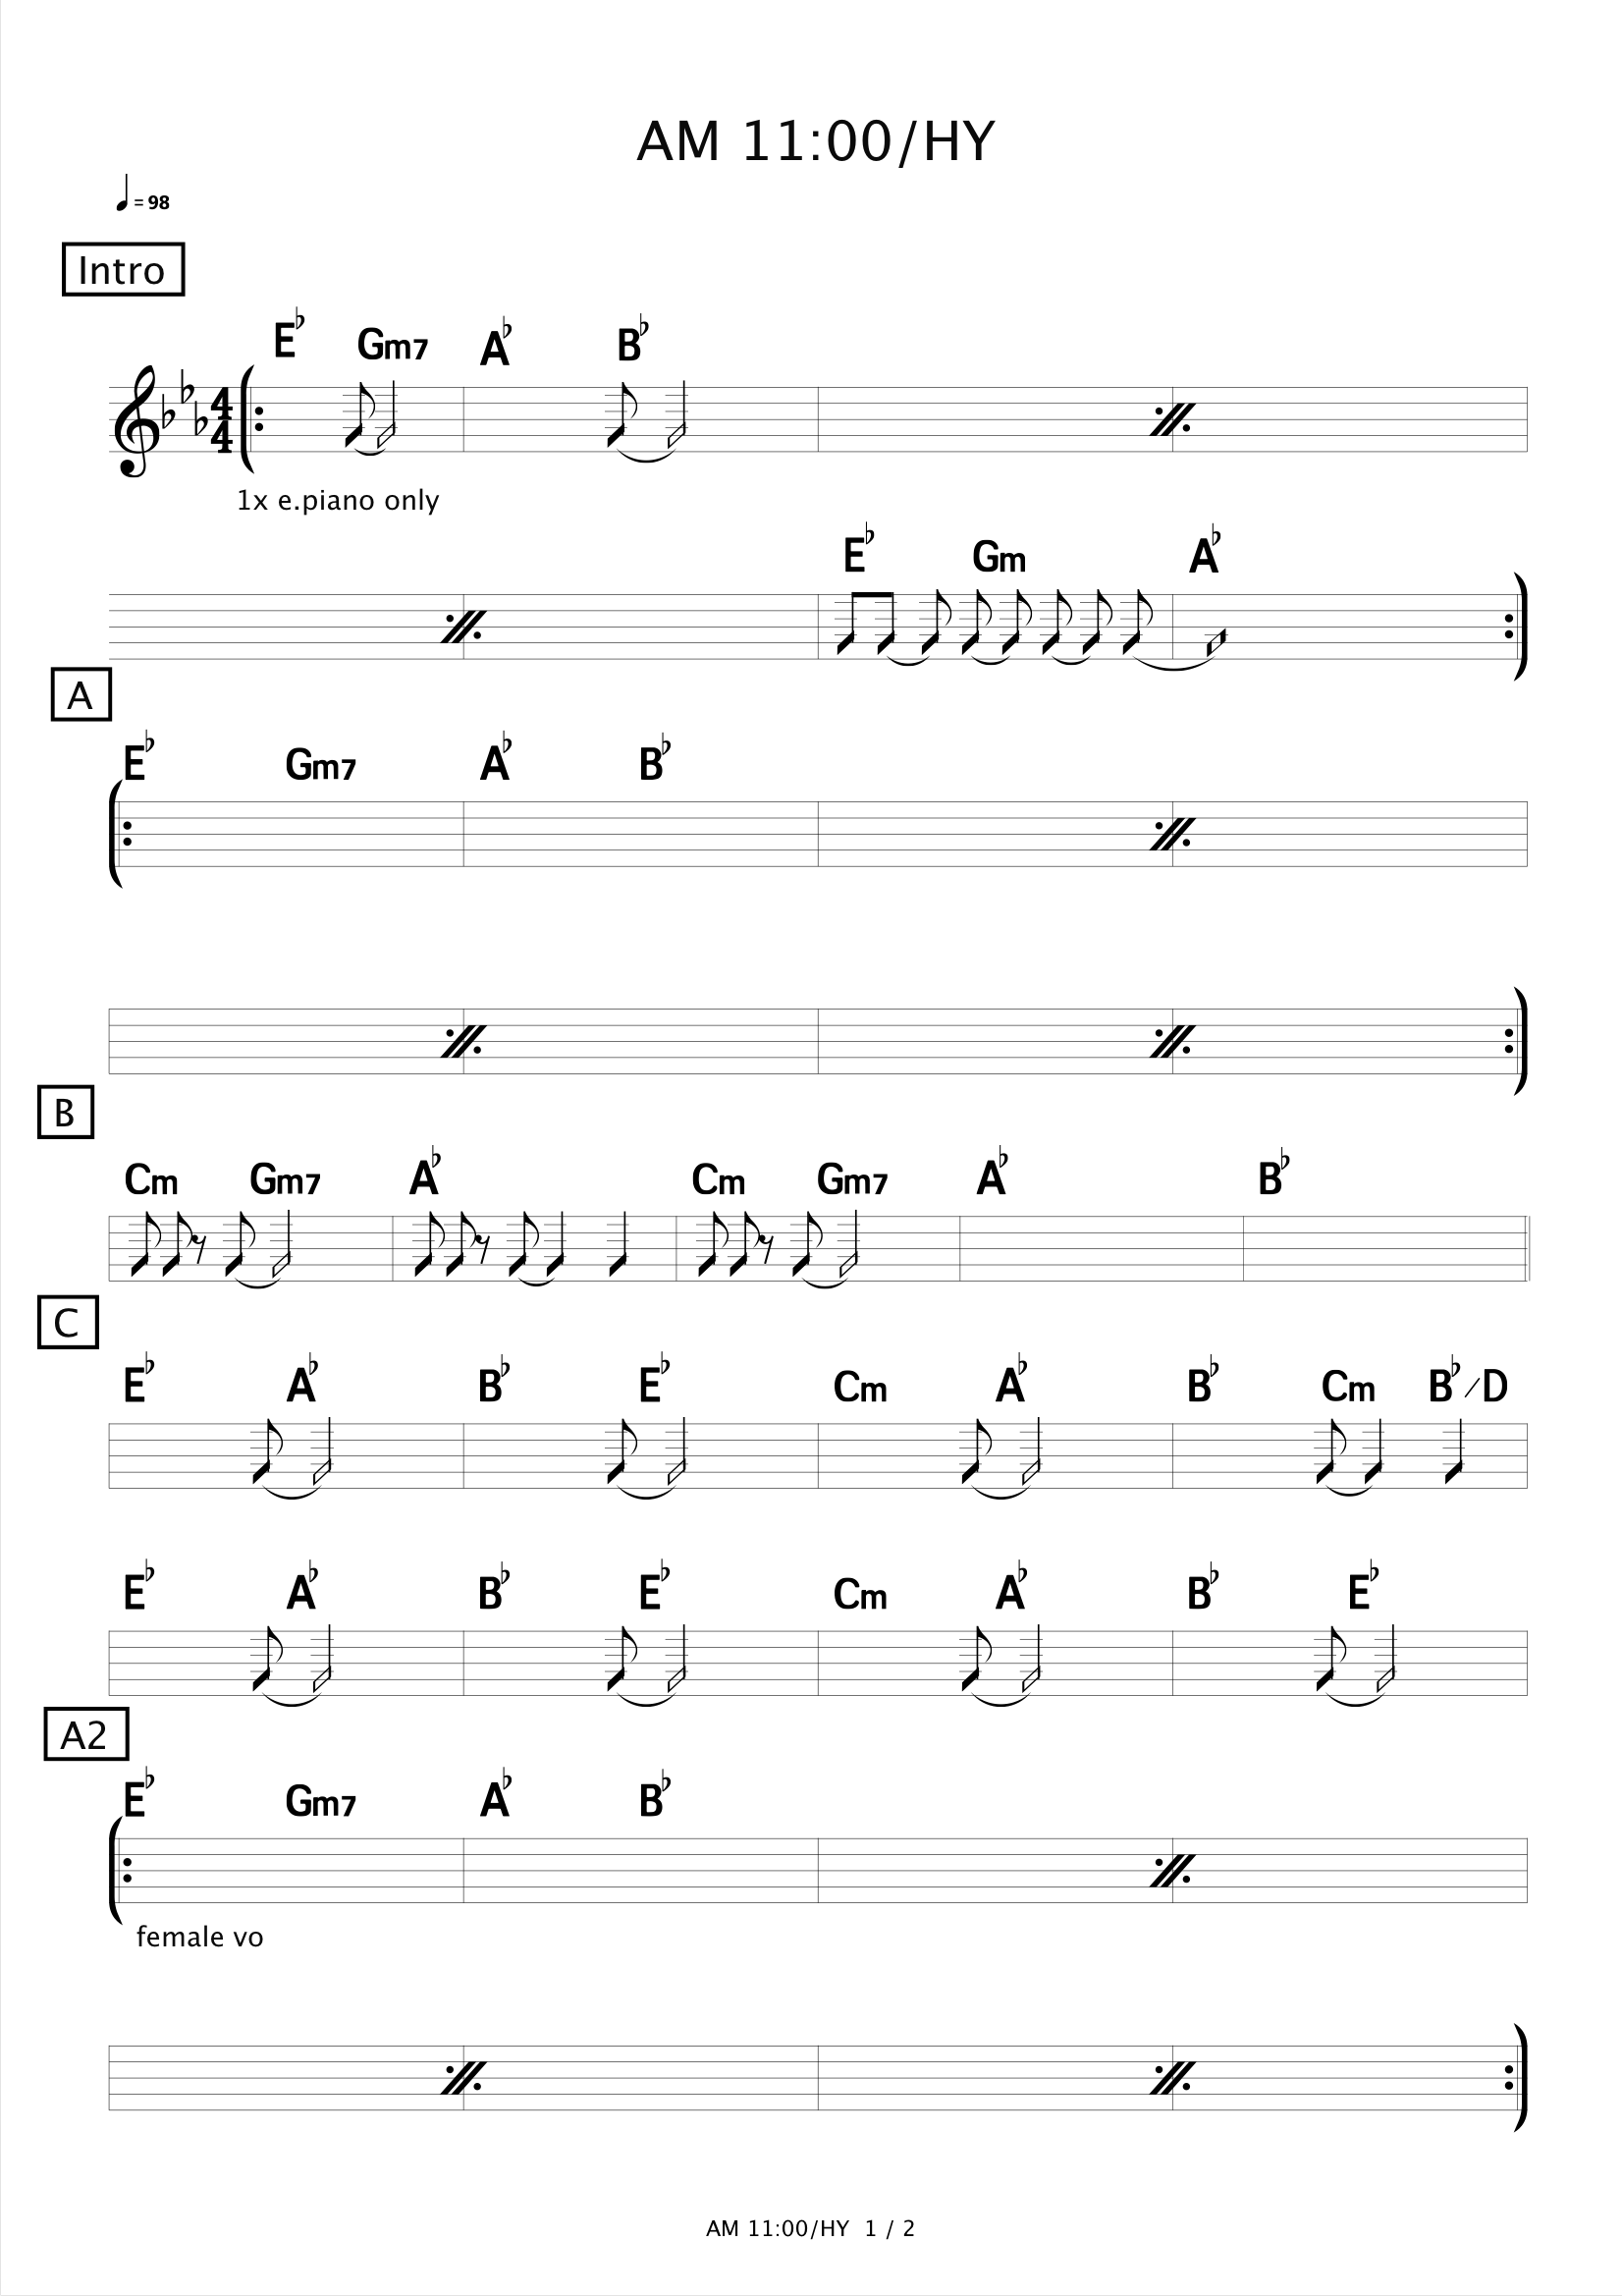 AM 11:00/HY
= 98
Intro
E♭ Gm7 A♭ B♭
4
4
1x e.piano only
E♭ Gm A♭
A
E♭ Gm7 A♭ B♭
B
Cm Gm7 A♭ Cm Gm7 A♭ B♭
C
E♭ A♭ B♭ E♭ Cm A♭ B♭ Cm B♭/D
E♭ A♭ B♭ E♭ Cm A♭ B♭ E♭
A2
E♭ Gm7 A♭ B♭
female vo
AM 11:00/HY 1 / 2